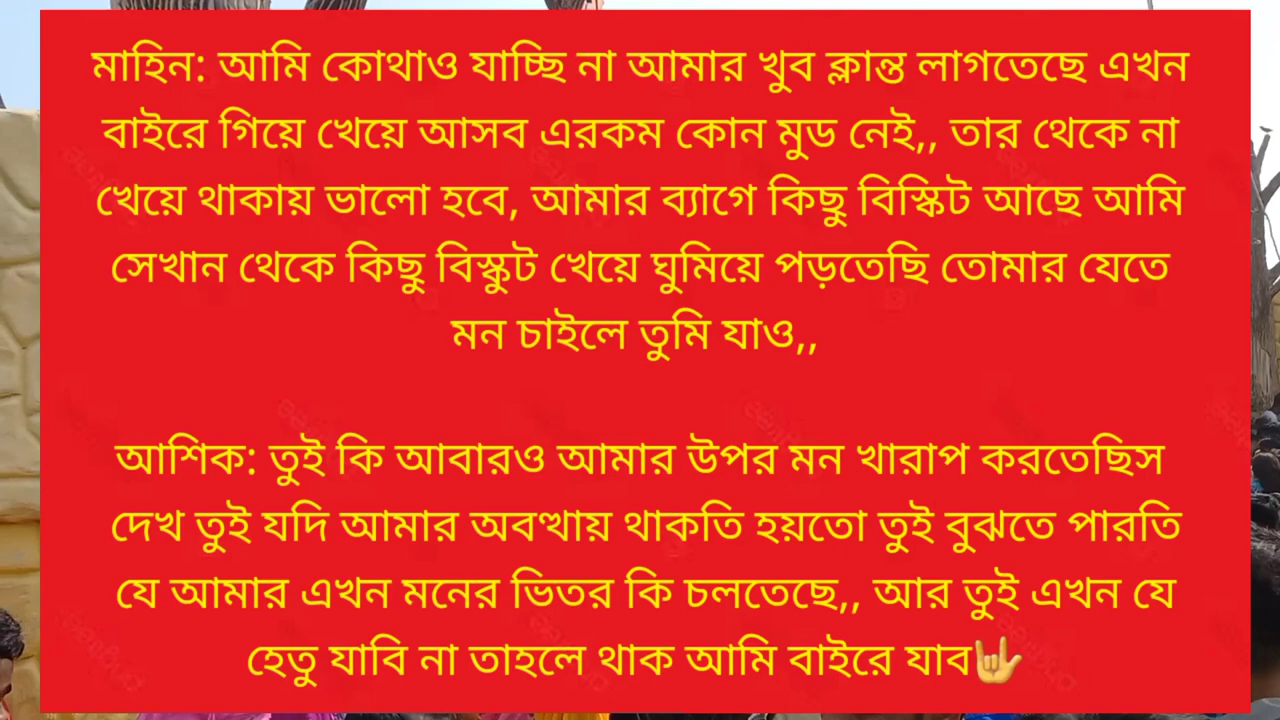 মাহিন: আমি কোথাও যাচ্ছি না আমার খুব ক্লান্ত লাগতেছে এখন
বাইরে গিয়ে খেয়ে আসব এরকম কোন মুড নেই,, তার থেকে না
খেয়ে থাকায় ভালো হবে, আমার ব্যাগে কিছু বিস্কিট আছে আমি
সেখান থেকে কিছু বিস্কুট খেয়ে ঘুমিয়ে পড়তেছি তোমার যেতে
মন চাইলে তুমি যাও,,
আশিক: তুই কি আবারও আমার উপর মন খারাপ করতেছিস
দেখ তুই যদি আমার অবত্থায় থাকতি হয়তো তুই বুঝতে পারতি
যে আমার এখন মনের ভিতর কি চলতেছে,, আর তুই এখন যে
হেতু যাবি না তাহলে থাক আমি বাইরে যাব🤟